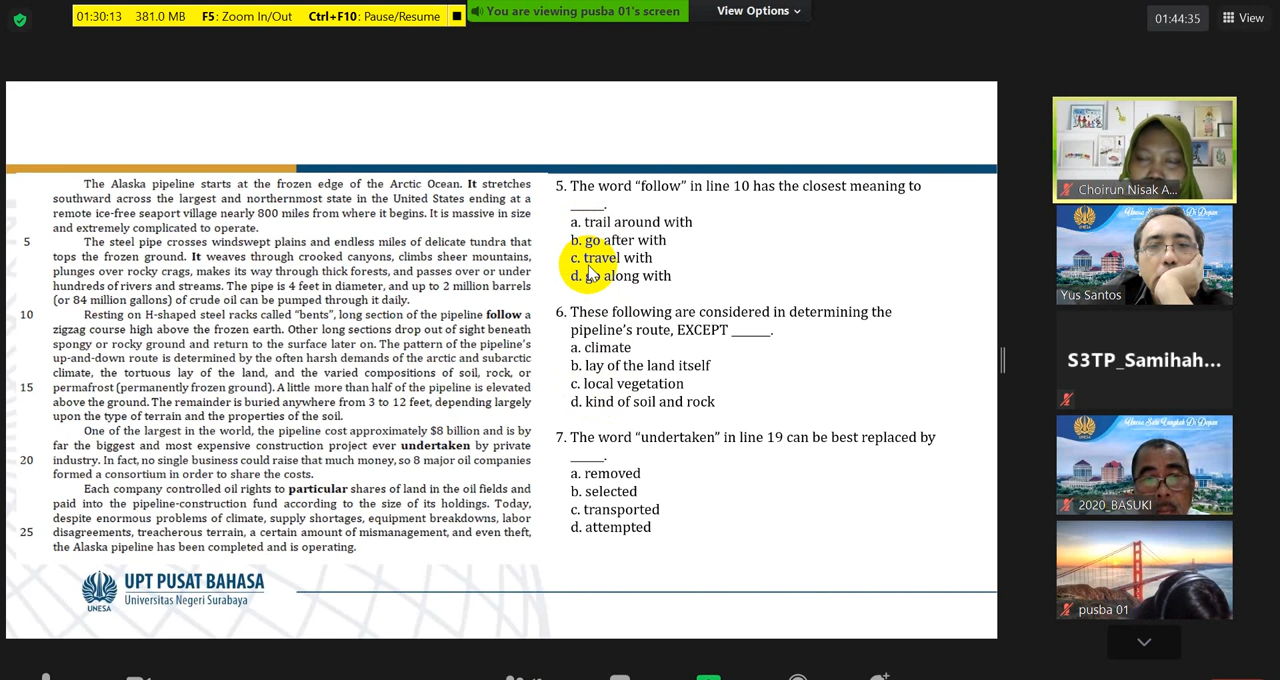 01:30:13 381.0 MB F5: Zoom In/Out Ctrl+F10: Pause/Resume
You are viewing pusba 01's screen
View Options
01:44:35
View
The Alaska pipeline starts at the frozen edge of the Arctic Ocean. It stretches
southward across the largest and northernmost state in the United States ending at a
remote ice-free seaport village nearly 800 miles from where it begins. It is massive in size
and extremely complicated to operate.
5 The steel pipe crosses windswept plains and endless miles of delicate tundra that
tops the frozen ground. It weaves through crooked canyons, climbs sheer mountains,
plunges over rocky crags, makes its way through thick forests, and passes over or under
hundreds of rivers and streams. The pipe is 4 feet in diameter, and up to 2 million barrels
(or 84 million gallons) of crude oil can be pumped through it daily.
10 Resting on H-shaped steel racks called “bents”, long section of the pipeline follow a
zigzag course high above the frozen earth. Other long sections drop out of sight beneath
spongy or rocky ground and return to the surface later on. The pattern of the pipeline's
up-and-down route is determined by the often harsh demands of the arctic and subarctic
climate, the tortuous lay of the land, and the varied compositions of soil, rock, or
15 permafrost (permanently frozen ground). A little more than half of the pipeline is elevated
above the ground. The remainder is buried anywhere from 3 to 12 feet, depending largely
upon the type of terrain and the properties of the soil.
One of the largest in the world, the pipeline cost approximately $8 billion and is by
far the biggest and most expensive construction project ever undertaken by private
20 industry. In fact, no single business could raise that much money, so 8 major oil companies
formed a consortium in order to share the costs.
Each company controlled oil rights to particular shares of land in the oil fields and
paid into the pipeline-construction fund according to the size of its holdings. Today,
despite enormous problems of climate, supply shortages, equipment breakdowns, labor
25 disagreements, treacherous terrain, a certain amount of mismanagement, and even theft,
the Alaska pipeline has been completed and is operating.
5. The word “follow” in line 10 has the closest meaning to
_____.
a. trail around with
b. go after with
c. travel with
d. go along with
6. These following are considered in determining the
pipeline's route, EXCEPT _____.
a. climate
b. lay of the land itself
c. local vegetation
d. kind of soil and rock
7. The word “undertaken” in line 19 can be best replaced by
_____.
a. removed
b. selected
c. transported
d. attempted
UNESA
UPT PUSAT BAHASA
Universitas Negeri Surabaya
Choirun Nisak A...
Yus Santos
S3TP_Samihah...
2020_BASUKI
pusba 01